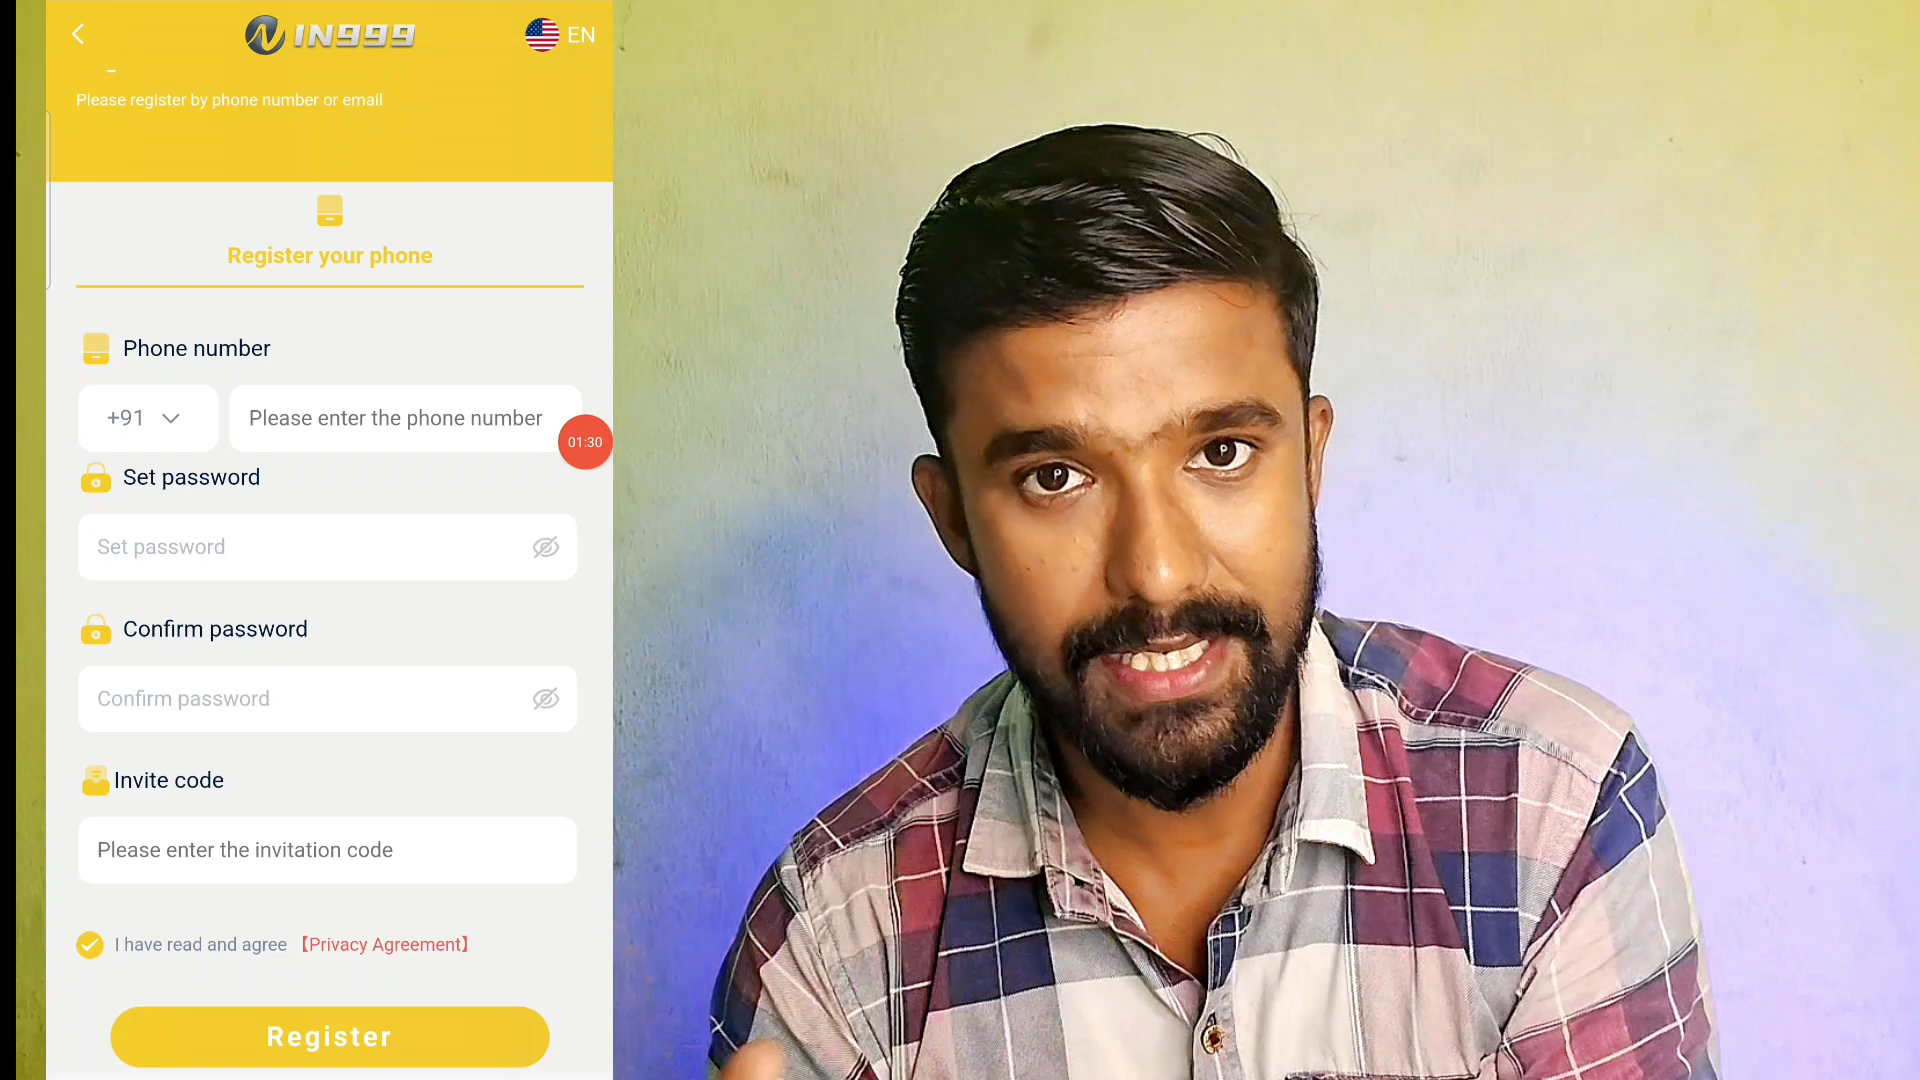 IN999
EN
Please register by phone number or email
Register your phone
Phone number
+91
Please enter the phone number
01:30
Set password
Set password
Confirm password
Confirm password
Invite code
Please enter the invitation code
I have read and agree 【Privacy Agreement】
Register